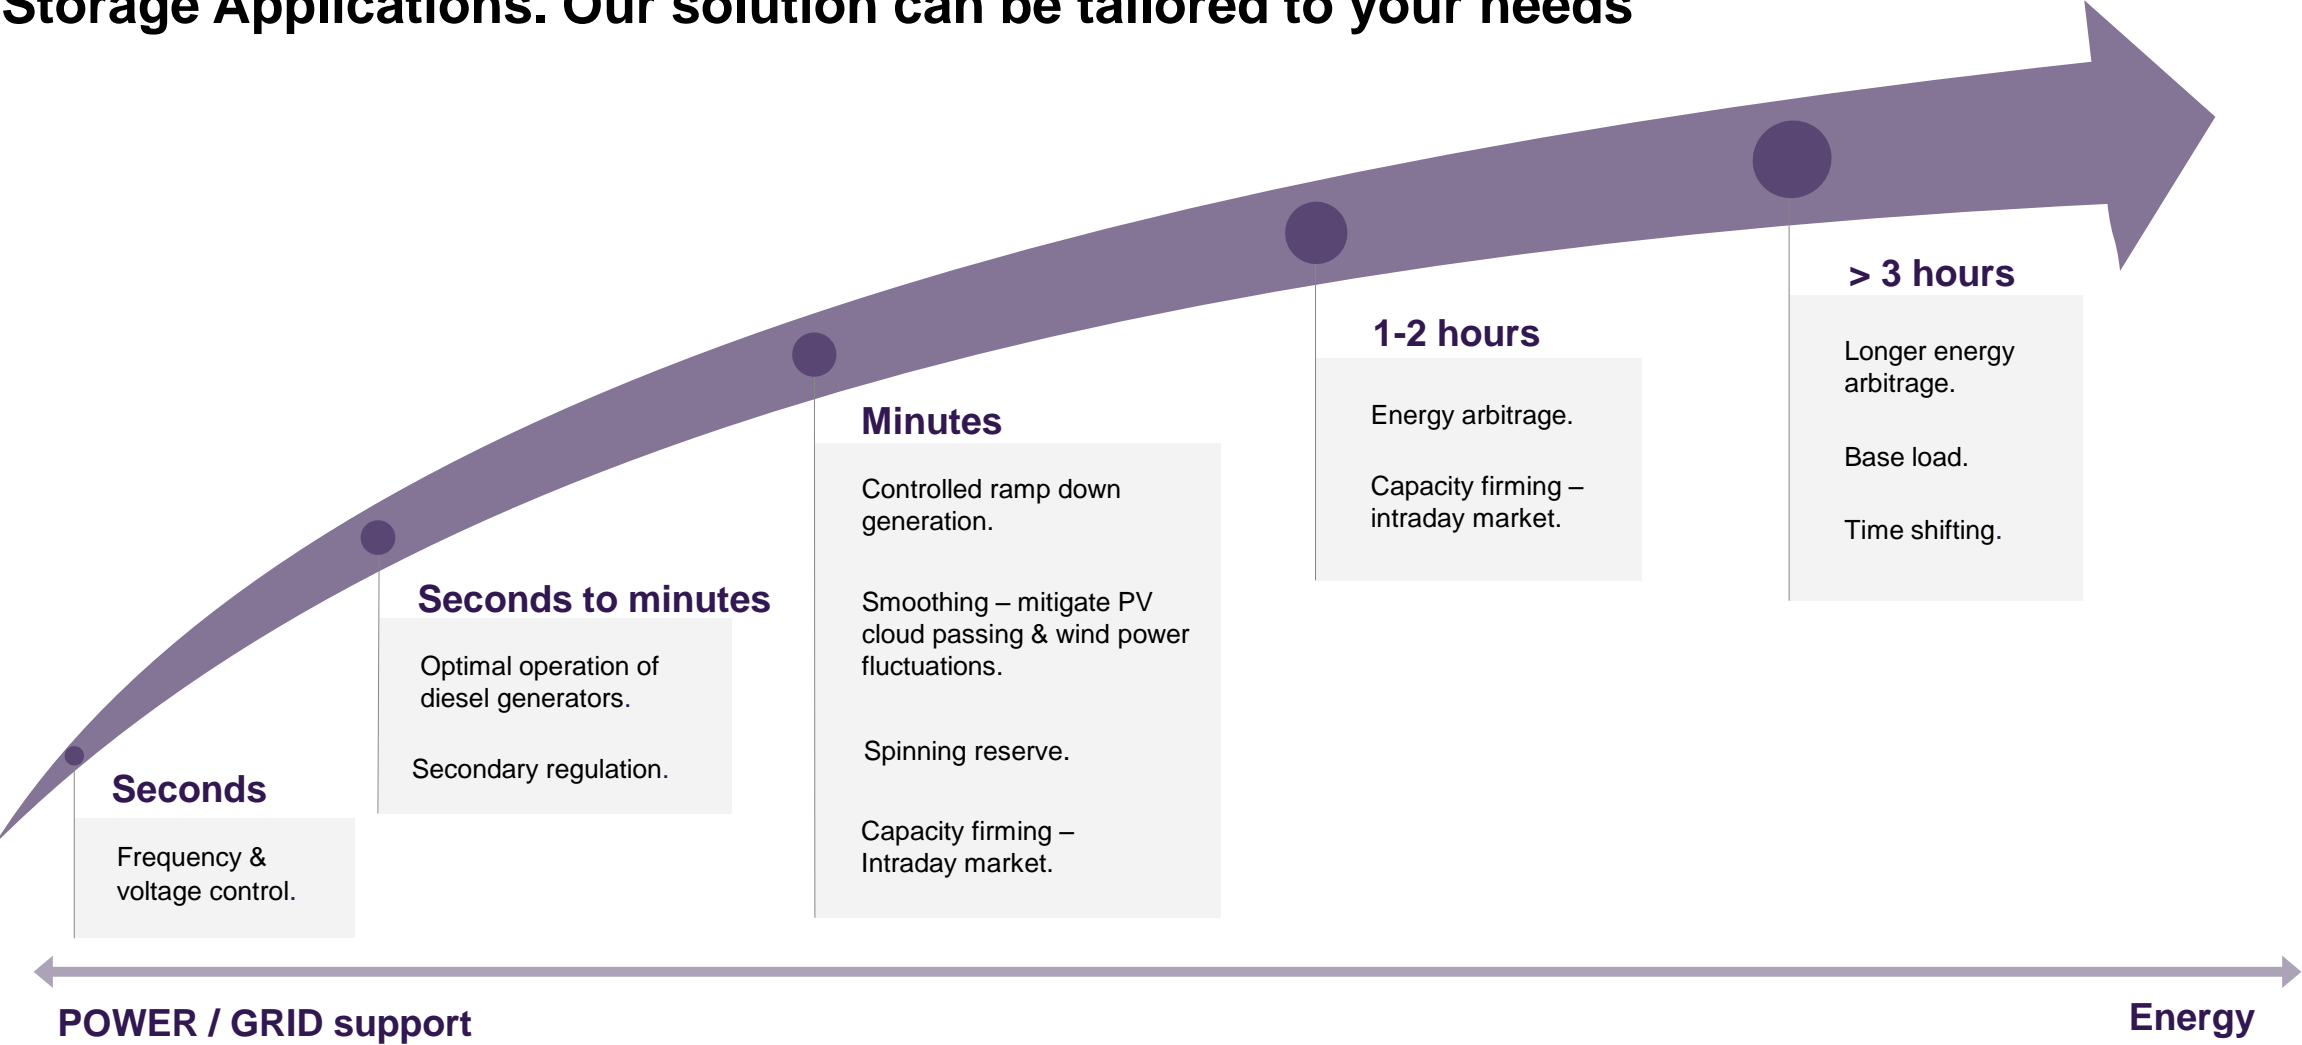 Storage Applications. Our solution can be tailored to your needs
> 3 hours
Longer energy
arbitrage.
Base load.
Time shifting.
1-2 hours
Energy arbitrage.
Capacity firming –
intraday market.
Minutes
Controlled ramp down
generation.
Smoothing – mitigate PV
cloud passing & wind power
fluctuations.
Spinning reserve.
Capacity firming –
Intraday market.
Seconds to minutes
Optimal operation of
diesel generators.
Secondary regulation.
Seconds
Frequency &
voltage control.
POWER / GRID support
Energy